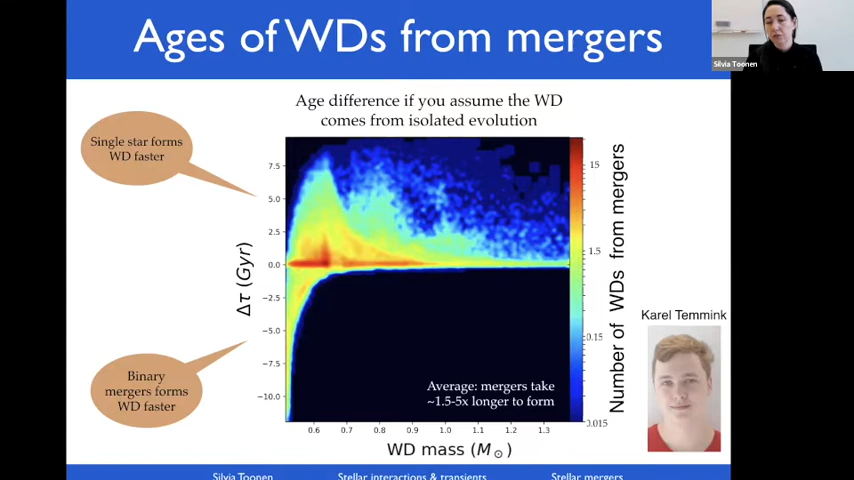 Ages of WDs from mergers
Silvia Toonen
Age difference if you assume the WD
comes from isolated evolution
Single star forms
WD faster
Binary
mergers forms
WD faster
Δτ (Gyr)
7.5
5.0
2.5
0.0
−2.5
−5.0
−7.5
−10.0
Average: mergers take
~1.5-5x longer to form
0.6 0.7 0.8 0.9 1.0 1.1 1.2 1.3
WD mass (M⊙)
15
1.5
0.15
0.015
Number of WDs from mergers
Karel Temmink
Silvia Toonen Stellar interactions & transients Stellar mergers